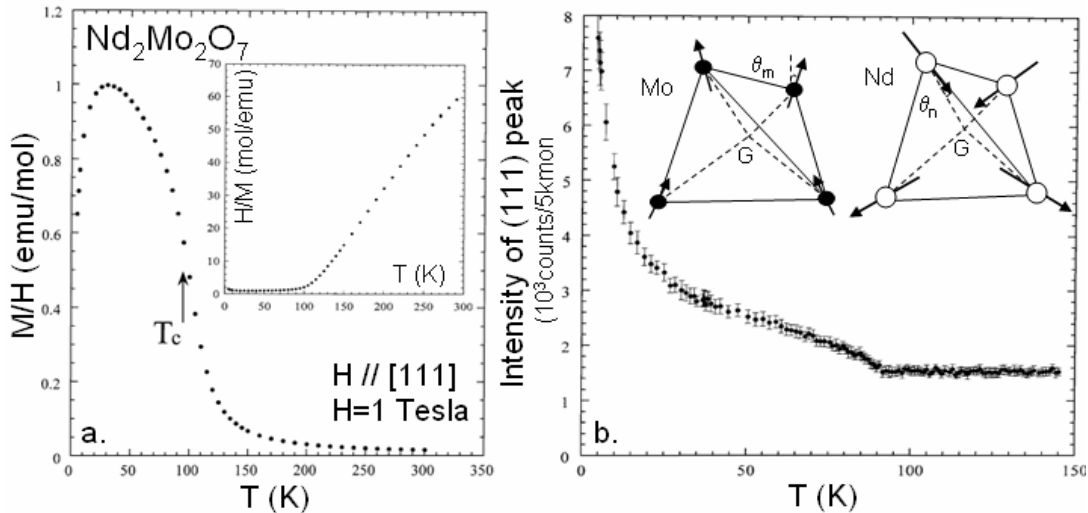 Nd2Mo2O7
M/H (emu/mol)
1.2
1
0.8
0.6
0.4
0.2
0
0 50 100 150 200 250 300 350
T (K)
Tc
H // [111]
H=1 Tesla
a.
H/M (mol/emu)
70
60
50
40
30
20
10
0
0 50 100 150 200 250 300
T (K)
Intensity of (111) peak
(10³counts/5kmon)
8
7
6
5
4
3
2
1
0
0 50 100 150
T (K)
b.
Mo
θm
G
Nd
θn
G